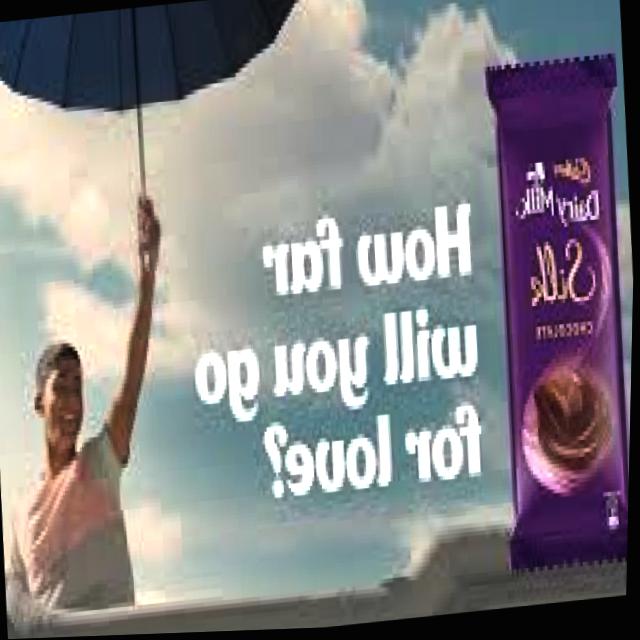 How far
will you go
for love?
Cadbury
Dairy Milk
Silk
CHOCOLATE